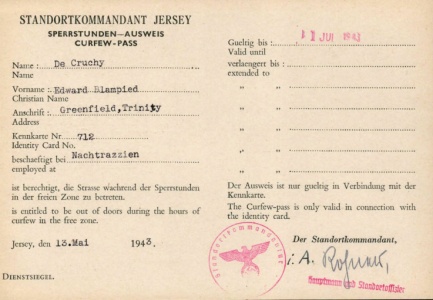 STANDORTKOMMANDANT JERSEY
SPERRSTUNDEN—AUSWEIS
CURFEW-PASS
Name : De Cruchy
Name
Vorname : Edward Blampied
Christian Name
Anschrift : Greenfield,Trinity
Address
Kennkarte Nr 712
Identity Card No.
beschaeftigt bei Nachtrazzien
employed at
ist berechtigt, die Strasse waehrend der Sperrstunden
in der freien Zone zu betreten.
is entitled to be out of doors during the hours of
curfew in the free zone.
Jersey, den 13.Mai 1943.
DIENSTSIEGEL.
Gueltig bis : 11 JUL 1943
Valid until
verlaengert bis :
extended to
„ „
„ „
„ „
„ „
„ „
Der Ausweis ist nur gueltig in Verbindung mit der
Kennkarte.
The Curfew-pass is only valid in connection with
the identity card.
Der Standortkommandant,
i. A.
Hauptmann und Standortoffizier